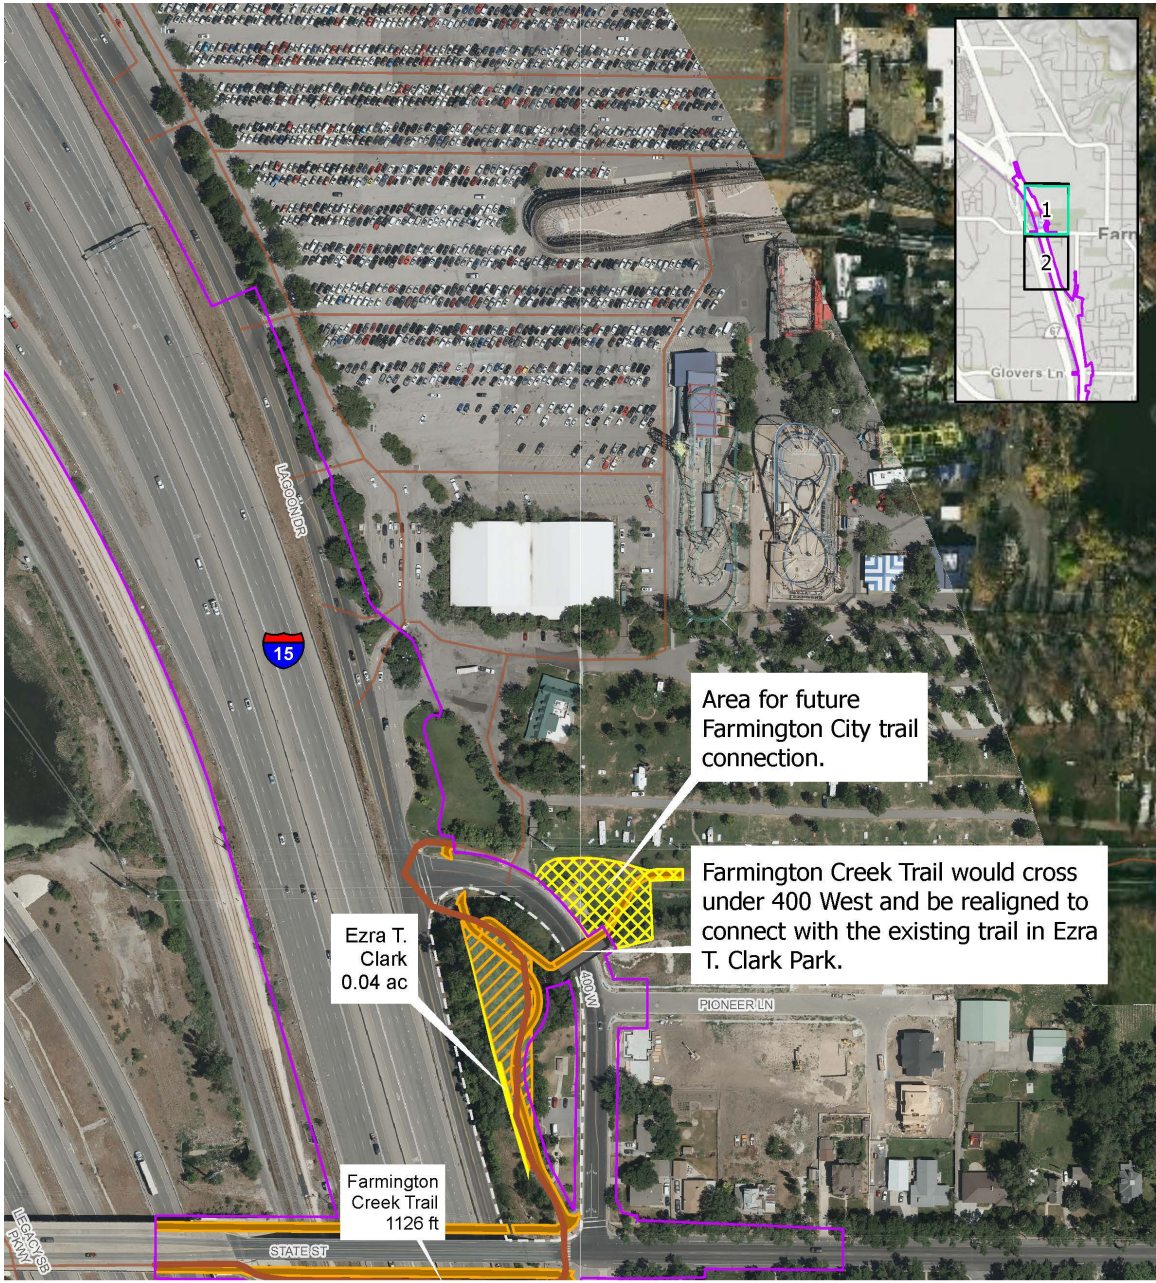 1
Farm
2
67
Glovers Ln
LAGOON DR
15
Area for future
Farmington City trail
connection.
Farmington Creek Trail would cross
under 400 West and be realigned to
connect with the existing trail in Ezra
T. Clark Park.
Ezra T.
Clark
0.04 ac
400 W
PIONEER LN
Farmington
Creek Trail
1126 ft
LEGACY SB
PKWY
STATE ST